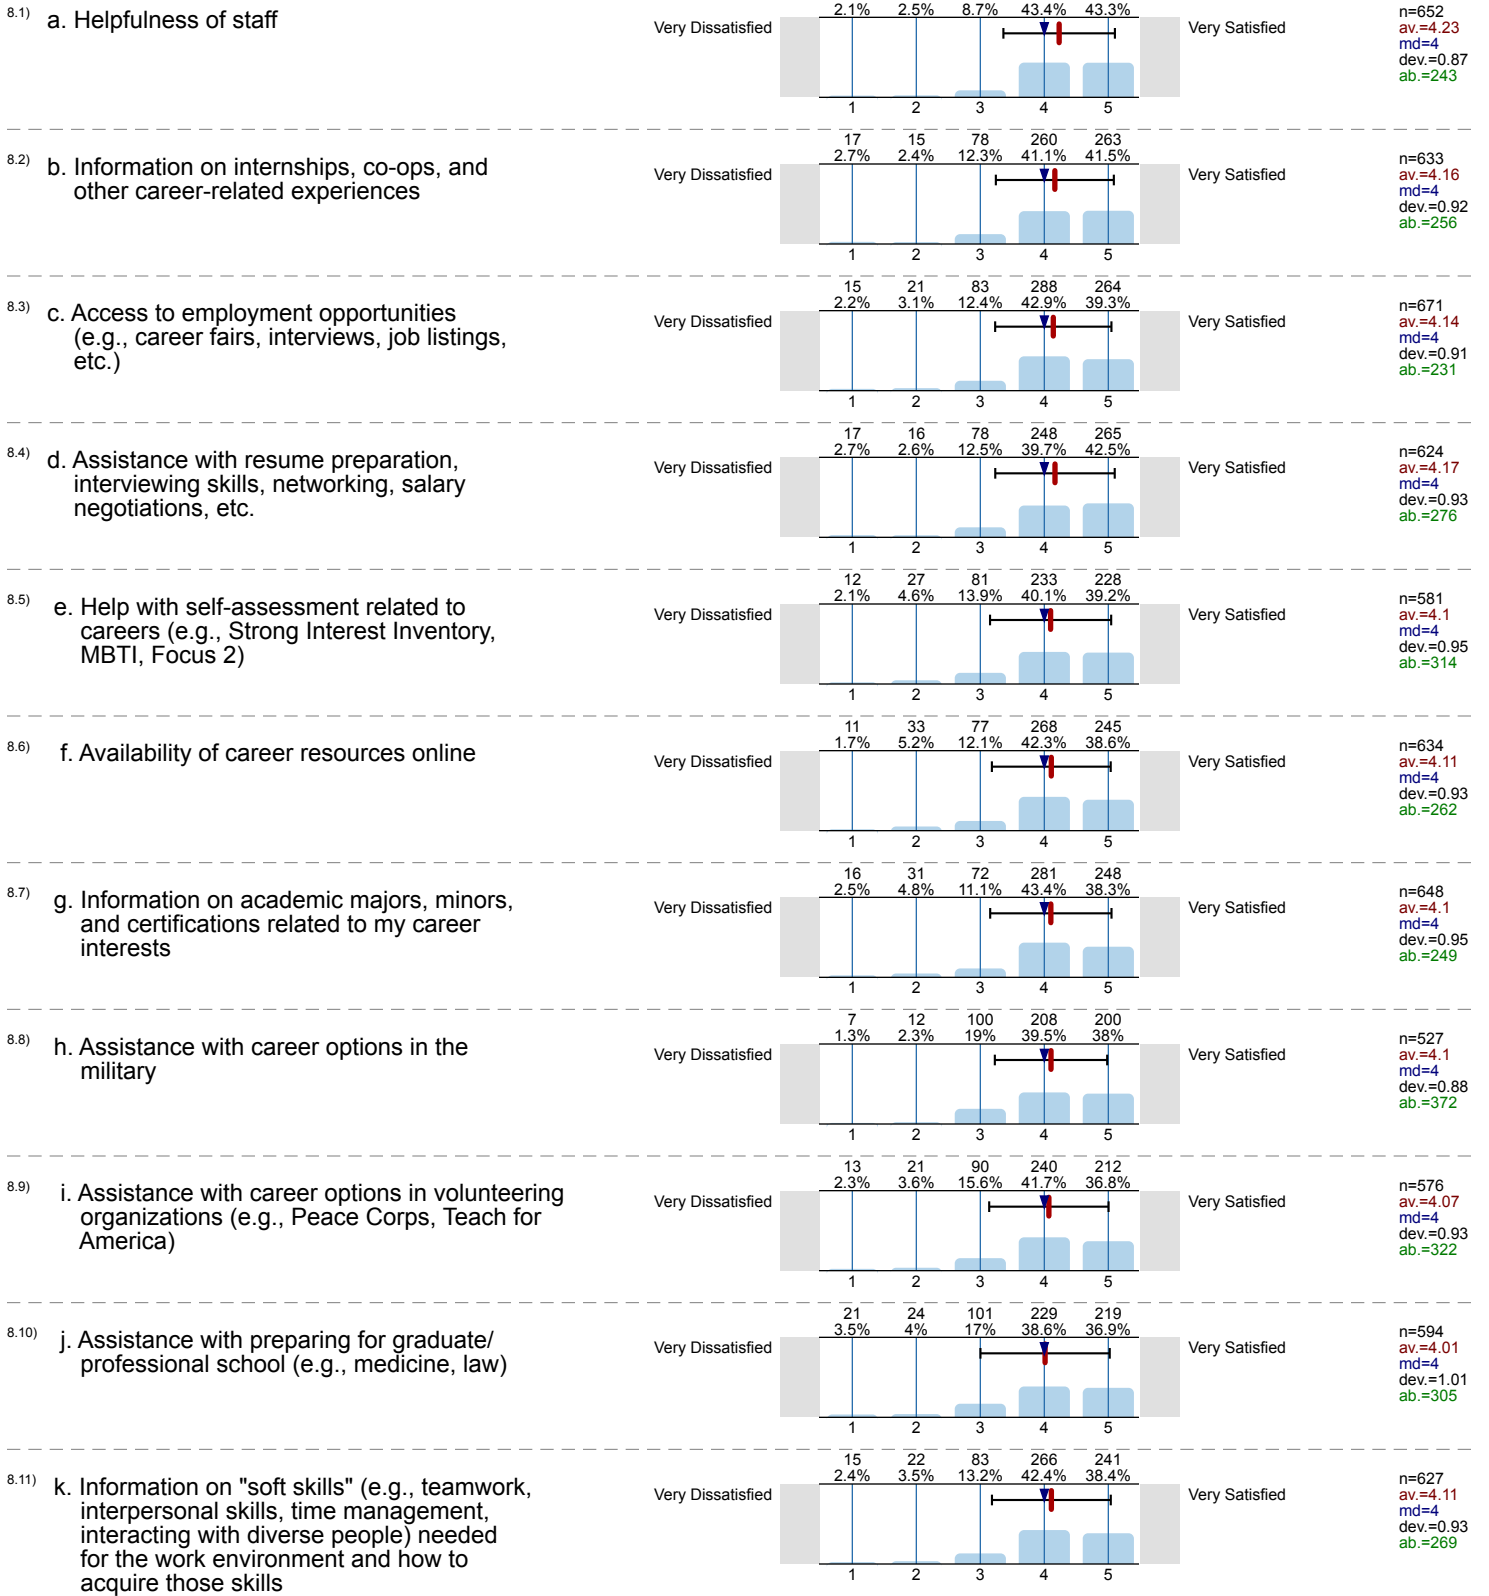 2.1% 2.5% 8.7% 43.4% 43.3%
8.1) a. Helpfulness of staff
Very Dissatisfied Very Satisfied
n=652
av.=4.23
md=4
dev.=0.87
ab.=243
1 2 3 4 5
17 15 78 260 263
2.7% 2.4% 12.3% 41.1% 41.5%
8.2) b. Information on internships, co-ops, and
other career-related experiences
Very Dissatisfied Very Satisfied
n=633
av.=4.16
md=4
dev.=0.92
ab.=256
1 2 3 4 5
15 21 83 288 264
2.2% 3.1% 12.4% 42.9% 39.3%
8.3) c. Access to employment opportunities
(e.g., career fairs, interviews, job listings,
etc.)
Very Dissatisfied Very Satisfied
n=671
av.=4.14
md=4
dev.=0.91
ab.=231
1 2 3 4 5
17 16 78 248 265
2.7% 2.6% 12.5% 39.7% 42.5%
8.4) d. Assistance with resume preparation,
interviewing skills, networking, salary
negotiations, etc.
Very Dissatisfied Very Satisfied
n=624
av.=4.17
md=4
dev.=0.93
ab.=276
1 2 3 4 5
12 27 81 233 228
2.1% 4.6% 13.9% 40.1% 39.2%
8.5) e. Help with self-assessment related to
careers (e.g., Strong Interest Inventory,
MBTI, Focus 2)
Very Dissatisfied Very Satisfied
n=581
av.=4.1
md=4
dev.=0.95
ab.=314
1 2 3 4 5
11 33 77 268 245
1.7% 5.2% 12.1% 42.3% 38.6%
8.6) f. Availability of career resources online
Very Dissatisfied Very Satisfied
n=634
av.=4.11
md=4
dev.=0.93
ab.=262
1 2 3 4 5
16 31 72 281 248
2.5% 4.8% 11.1% 43.4% 38.3%
8.7) g. Information on academic majors, minors,
and certifications related to my career
interests
Very Dissatisfied Very Satisfied
n=648
av.=4.1
md=4
dev.=0.95
ab.=249
1 2 3 4 5
7 12 100 208 200
1.3% 2.3% 19% 39.5% 38%
8.8) h. Assistance with career options in the
military
Very Dissatisfied Very Satisfied
n=527
av.=4.1
md=4
dev.=0.88
ab.=372
1 2 3 4 5
13 21 90 240 212
2.3% 3.6% 15.6% 41.7% 36.8%
8.9) i. Assistance with career options in volunteering
organizations (e.g., Peace Corps, Teach for
America)
Very Dissatisfied Very Satisfied
n=576
av.=4.07
md=4
dev.=0.93
ab.=322
1 2 3 4 5
21 24 101 229 219
3.5% 4% 17% 38.6% 36.9%
8.10) j. Assistance with preparing for graduate/
professional school (e.g., medicine, law)
Very Dissatisfied Very Satisfied
n=594
av.=4.01
md=4
dev.=1.01
ab.=305
1 2 3 4 5
15 22 83 266 241
2.4% 3.5% 13.2% 42.4% 38.4%
8.11) k. Information on "soft skills" (e.g., teamwork,
interpersonal skills, time management,
interacting with diverse people) needed
for the work environment and how to
acquire those skills
Very Dissatisfied Very Satisfied
n=627
av.=4.11
md=4
dev.=0.93
ab.=269
1 2 3 4 5